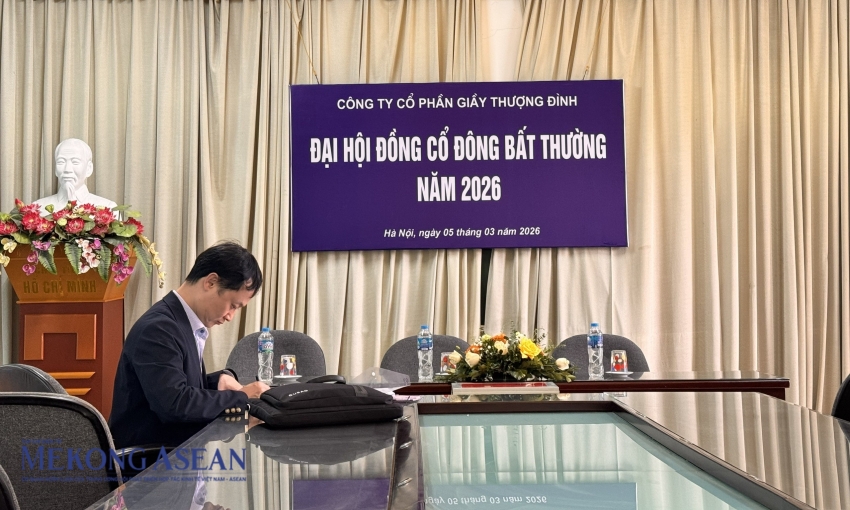 CÔNG TY CỔ PHẦN GIẦY THƯỢNG ĐÌNH
ĐẠI HỘI ĐỒNG CỔ ĐÔNG BẤT THƯỜNG
NĂM 2026
Hà Nội, ngày 05 tháng 03 năm 2026
HỒ CHÍ MINH
MEKONG ASEAN